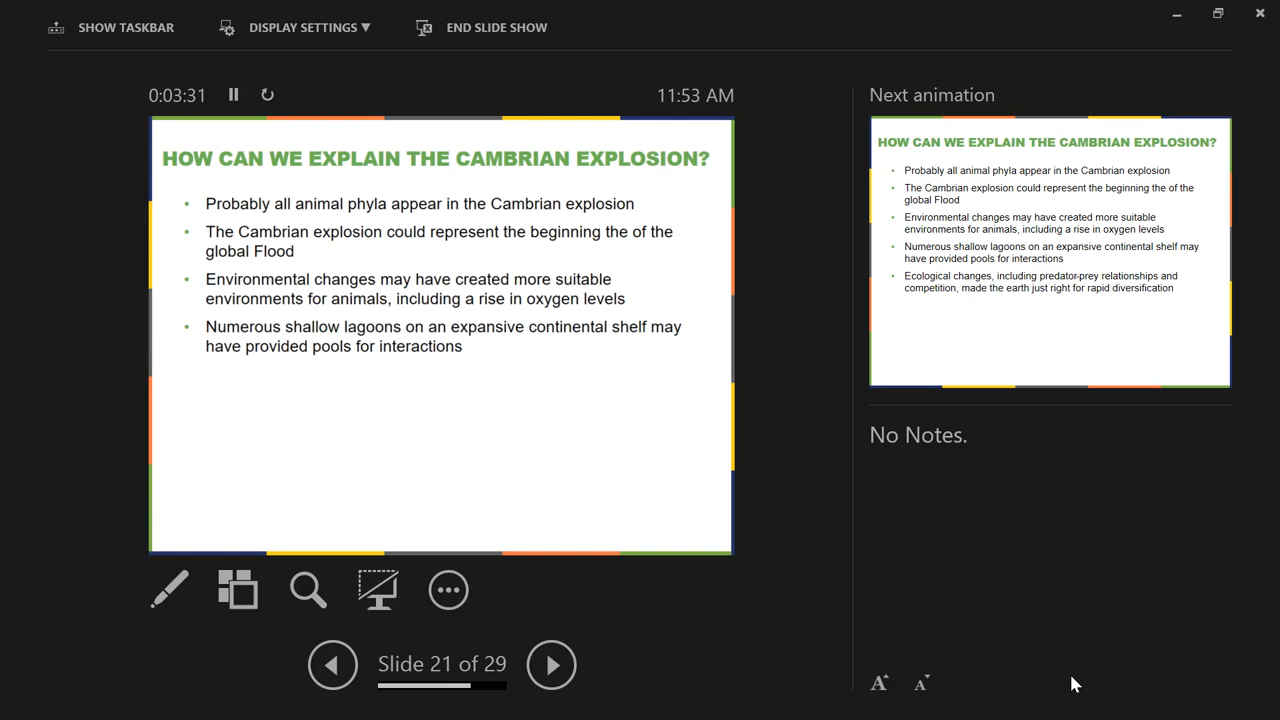 SHOW TASKBAR
DISPLAY SETTINGS ▼
END SLIDE SHOW
0:03:31
11:53 AM
HOW CAN WE EXPLAIN THE CAMBRIAN EXPLOSION?
• Probably all animal phyla appear in the Cambrian explosion
• The Cambrian explosion could represent the beginning the of the
global Flood
• Environmental changes may have created more suitable
environments for animals, including a rise in oxygen levels
• Numerous shallow lagoons on an expansive continental shelf may
have provided pools for interactions
Slide 21 of 29
Next animation
HOW CAN WE EXPLAIN THE CAMBRIAN EXPLOSION?
• Probably all animal phyla appear in the Cambrian explosion
• The Cambrian explosion could represent the beginning the of the
global Flood
• Environmental changes may have created more suitable
environments for animals, including a rise in oxygen levels
• Numerous shallow lagoons on an expansive continental shelf may
have provided pools for interactions
• Ecological changes, including predator-prey relationships and
competition, made the earth just right for rapid diversification
No Notes.
A A